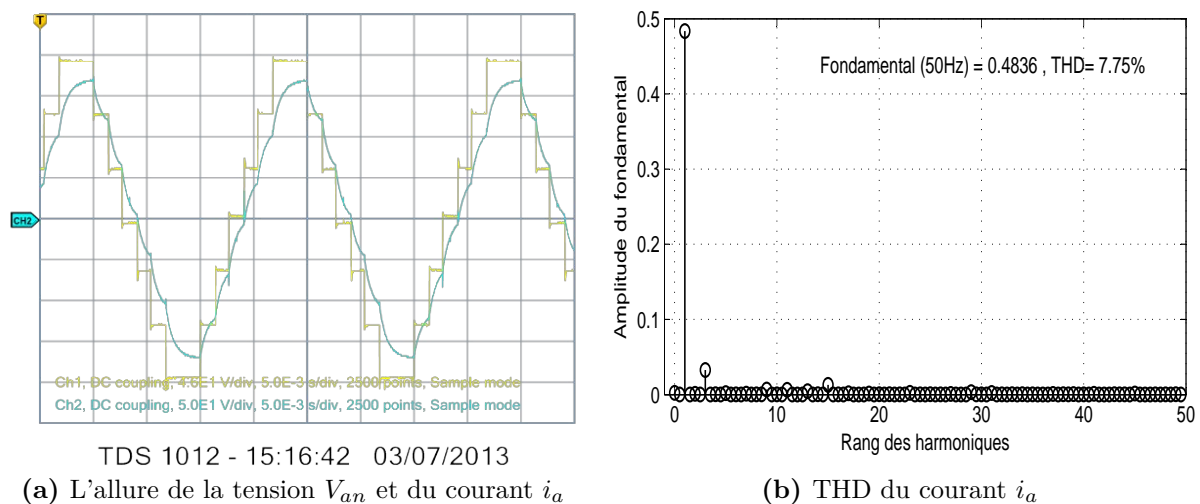 T
CH2
Ch1, DC coupling, 4.6E1 V/div, 5.0E-3 s/div, 2500 points, Sample mode
Ch2, DC coupling, 5.0E1 V/div, 5.0E-3 s/div, 2500 points, Sample mode
TDS 1012 - 15:16:42 03/07/2013
(a) L'allure de la tension Van et du courant ia
0.5
0.4
0.3
0.2
0.1
0
Amplitude du fondamental
Fondamental (50Hz) = 0.4836 , THD= 7.75%
0 10 20 30 40 50
Rang des harmoniques
(b) THD du courant ia